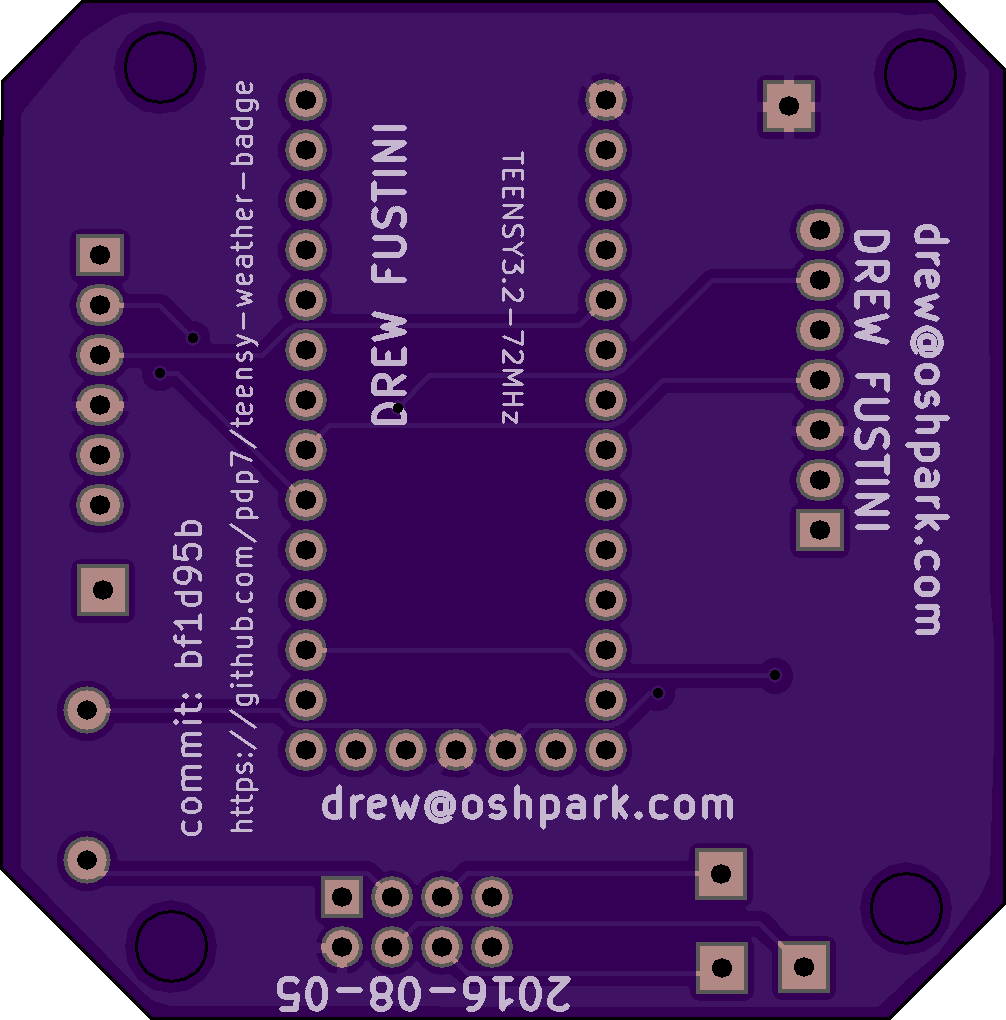 commit: bf1d95b
https://github.com/pdp7/teensy-weather-badge
DREW FUSTINI
TEENSY3.2-72MHz
DREW FUSTINI
drew@oshpark.com
drew@oshpark.com
2016-08-05